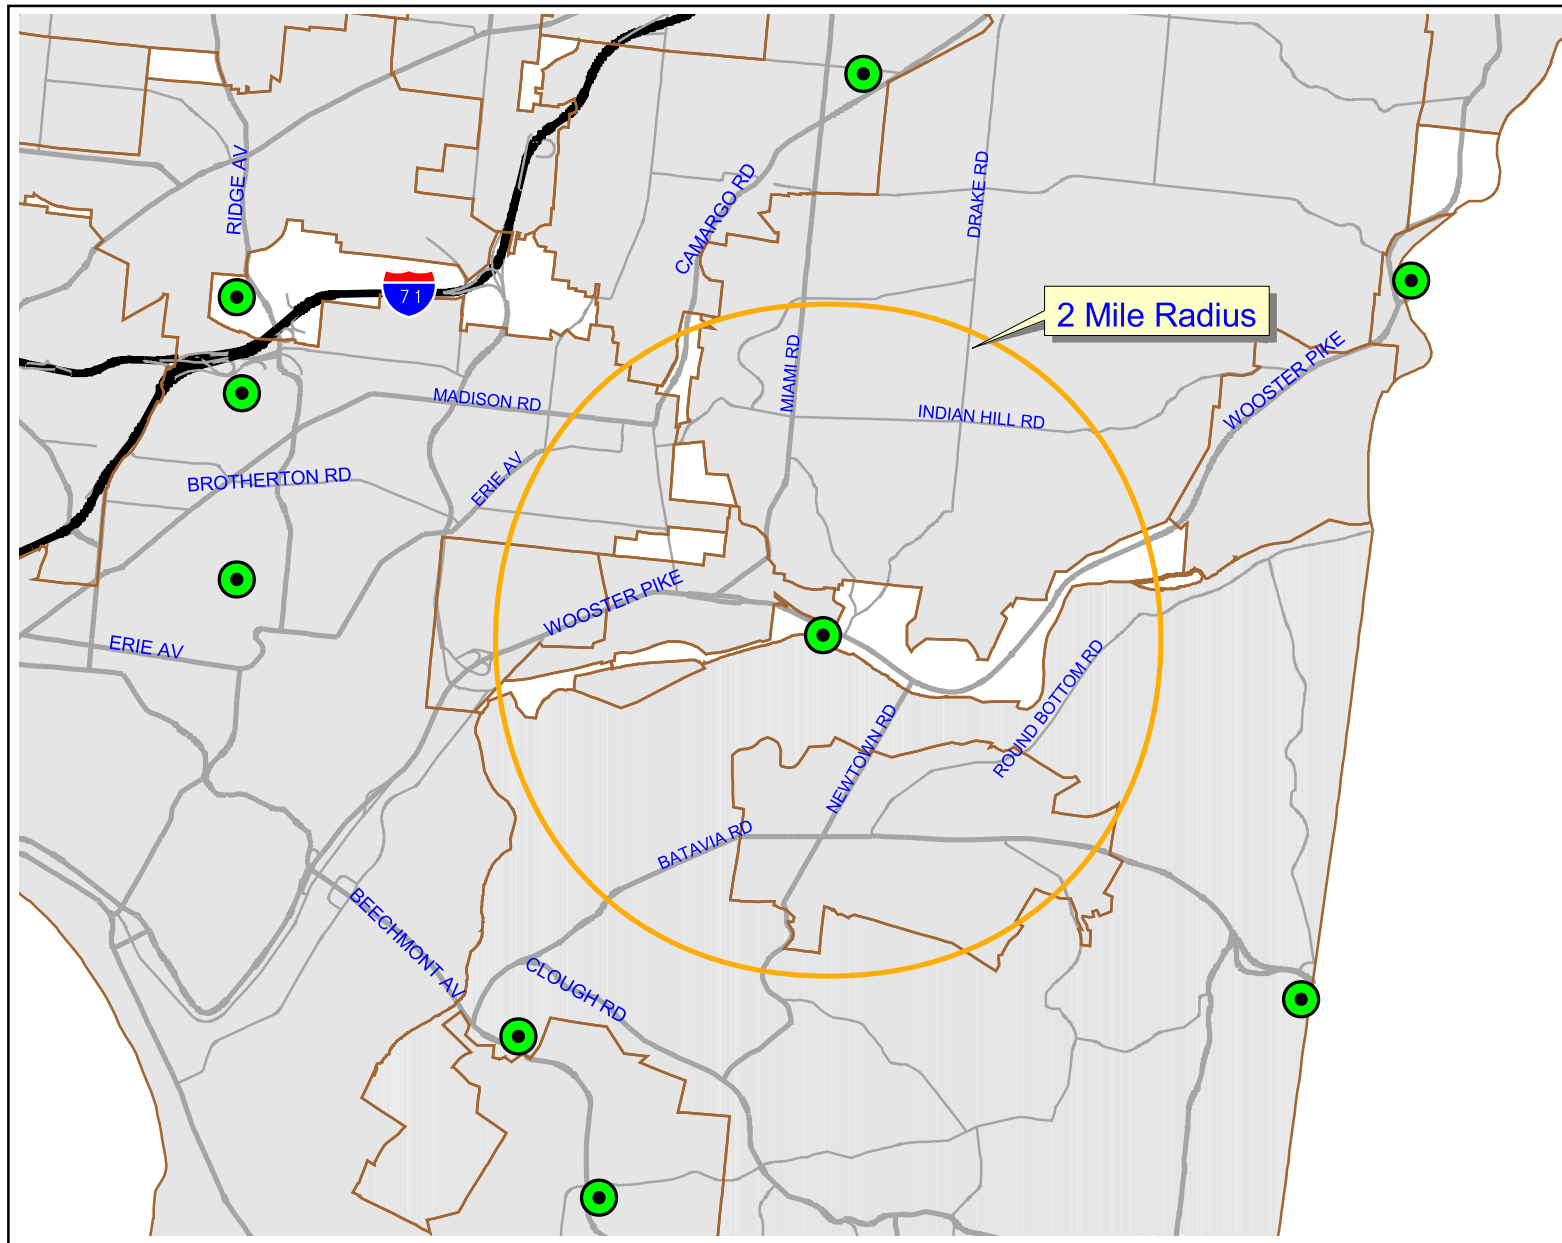 RIDGE AV
CAMARGO RD
DRAKE RD
71
2 Mile Radius
MIAMI RD
WOOSTER PIKE
MADISON RD
INDIAN HILL RD
BROTHERTON RD
ERIE AV
WOOSTER PIKE
ERIE AV
ROUND BOTTOM RD
NEWTOWN RD
BATAVIA RD
BEECHMONT AV
CLOUGH RD